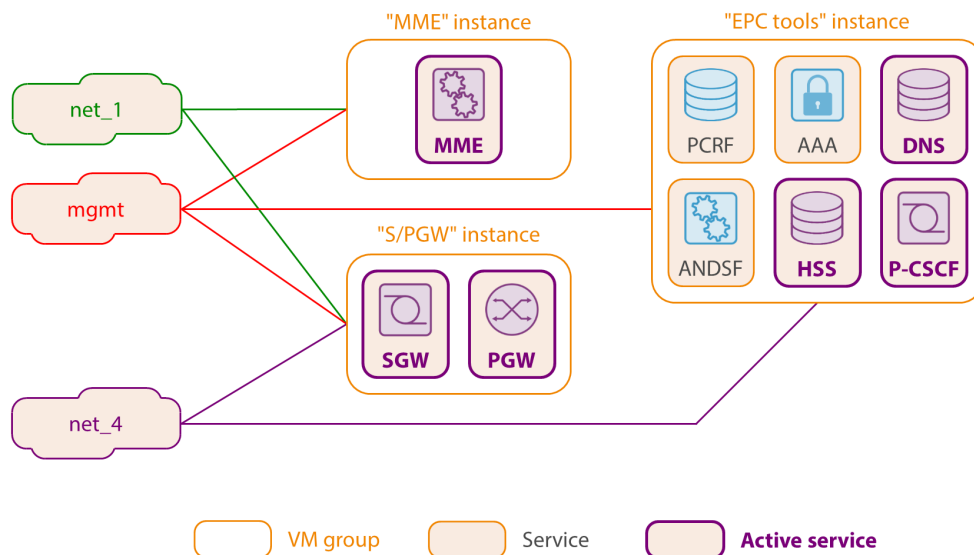 "MME" instance
"EPC tools" instance
net_1
MME
PCRF
AAA
DNS
mgmt
"S/PGW" instance
ANDSF
HSS
P-CSCF
SGW
PGW
net_4
VM group
Service
Active service